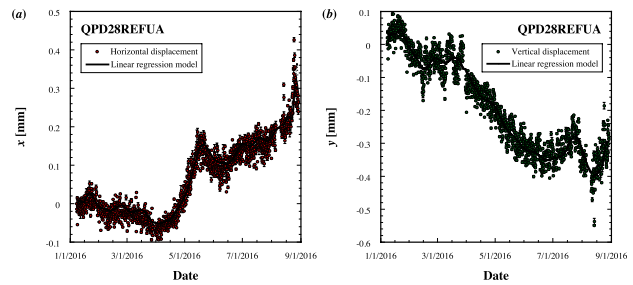 (a)
QPD28REFUA
Horizontal displacement
Linear regression model
x [mm]
0.5
0.4
0.3
0.2
0.1
0
-0.1
1/1/2016 3/1/2016 5/1/2016 7/1/2016 9/1/2016
Date
(b)
QPD28REFUA
Vertical displacement
Linear regression model
y [mm]
0.1
0
-0.1
-0.2
-0.3
-0.4
-0.5
-0.6
1/1/2016 3/1/2016 5/1/2016 7/1/2016 9/1/2016
Date